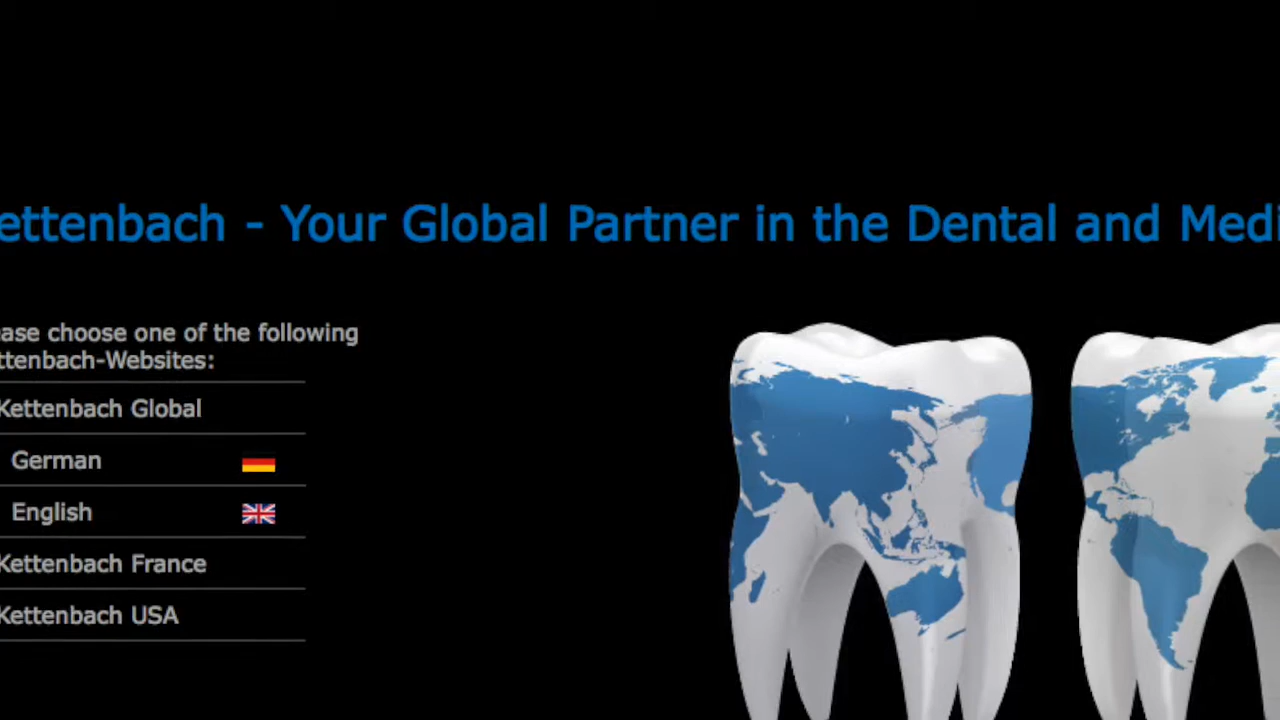 ettenbach - Your Global Partner in the Dental and Medi
ase choose one of the following
ttenbach-Websites:
Kettenbach Global
German
English
Kettenbach France
Kettenbach USA